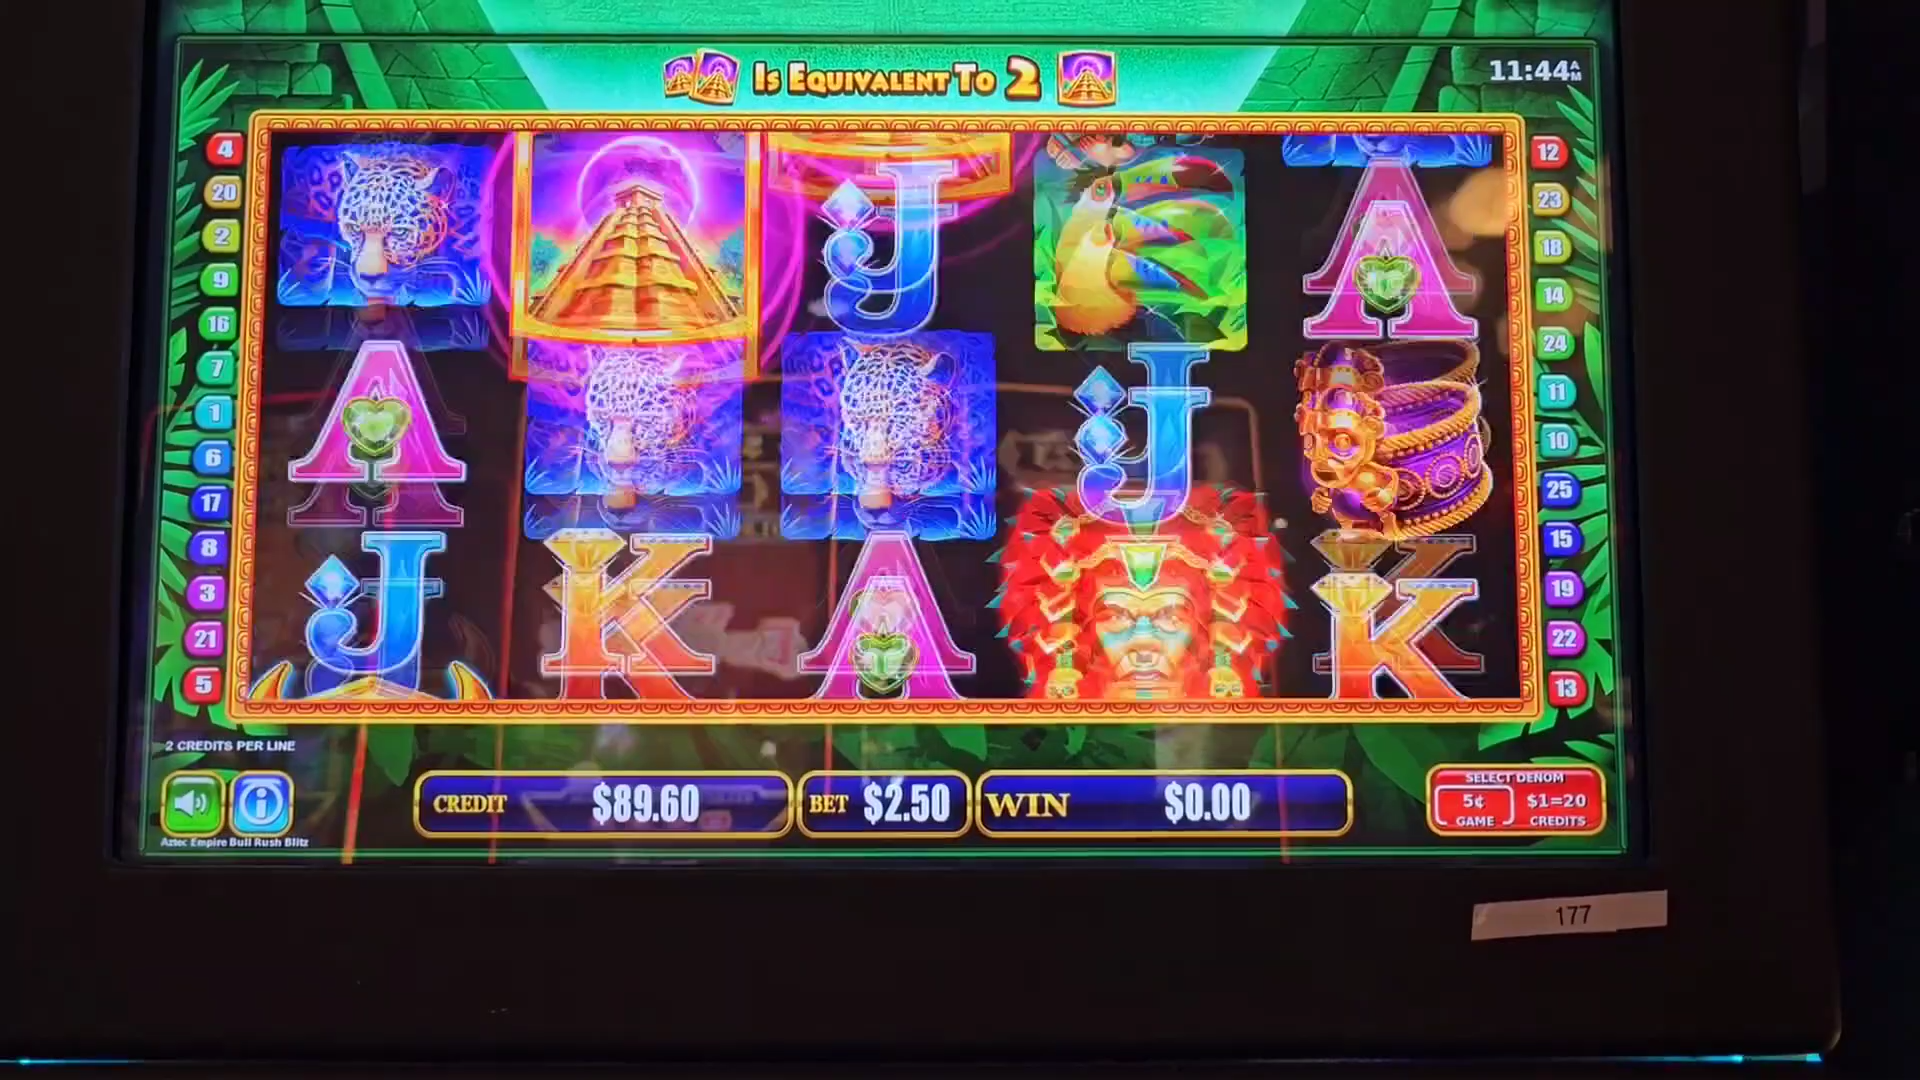 IS EQUIVALENT TO 2
11:44 AM
4
20
2
9
16
7
1
6
17
8
3
21
5
J
A
A
J
J
K
A
K
12
23
18
14
24
11
10
25
15
19
22
13
2 CREDITS PER LINE
CREDIT $89.60
BET $2.50
WIN $0.00
SELECT DENOM
5¢ $1=20
GAME CREDITS
Aztec Empire Bull Rush Blitz
177